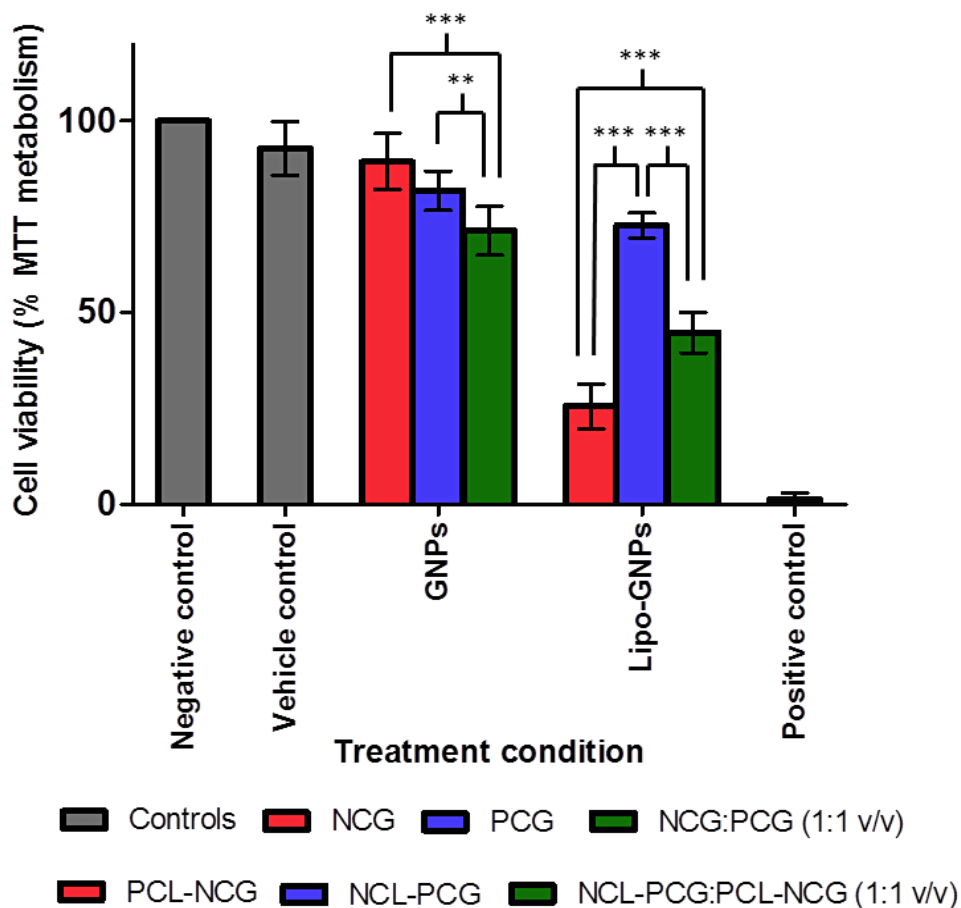 Cell viability (% MTT metabolism)
100
50
0
***
**
***
*** ***
Negative control
Vehicle control
GNPs
Lipo-GNPs
Positive control
Treatment condition
Controls NCG PCG NCG:PCG (1:1 v/v)
PCL-NCG NCL-PCG NCL-PCG:PCL-NCG (1:1 v/v)